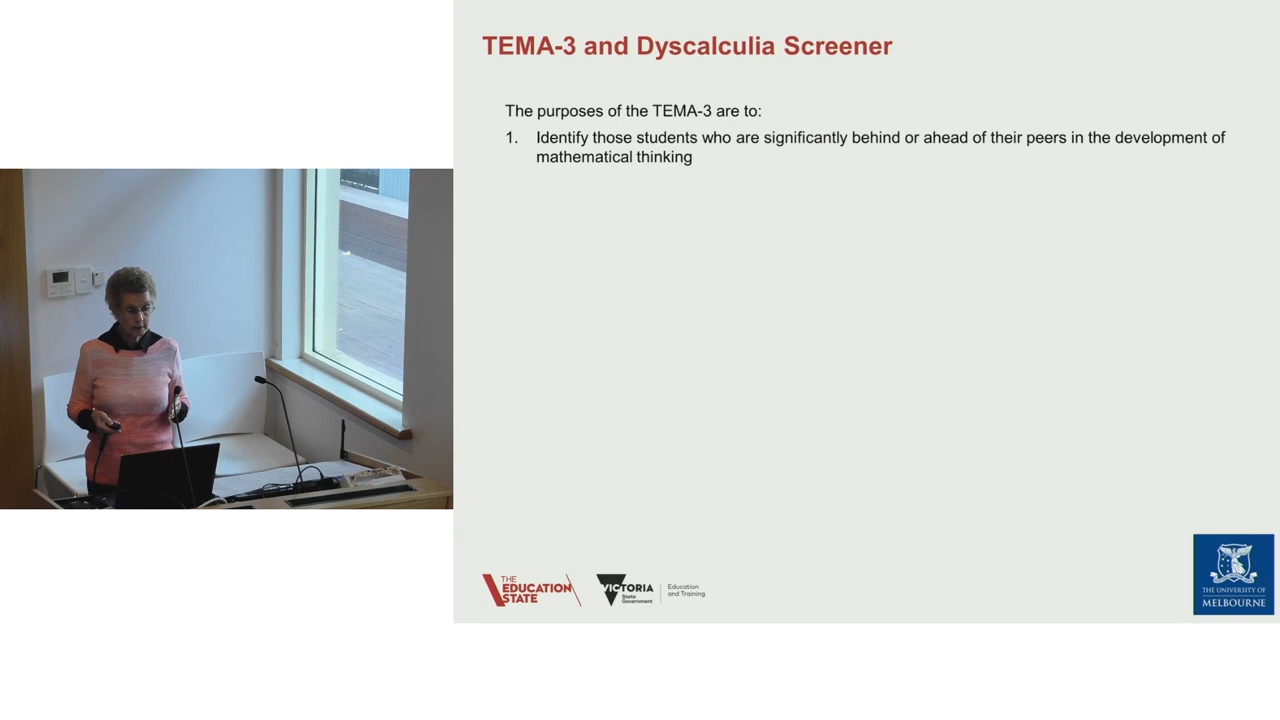 TEMA-3 and Dyscalculia Screener
The purposes of the TEMA-3 are to:
1. Identify those students who are significantly behind or ahead of their peers in the development of
mathematical thinking
THE
EDUCATION
STATE
VICTORIA
State
Government
Education
and Training
THE UNIVERSITY OF
MELBOURNE